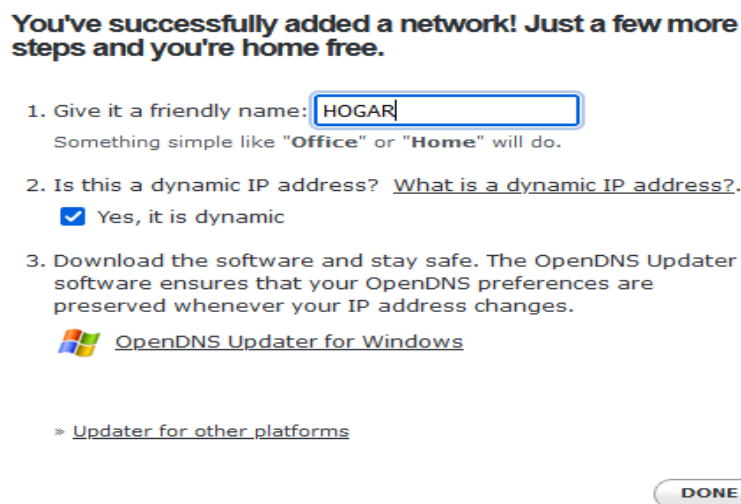 You've successfully added a network! Just a few more
steps and you're home free.
1. Give it a friendly name: HOGAR
Something simple like "Office" or "Home" will do.
2. Is this a dynamic IP address? What is a dynamic IP address?.
Yes, it is dynamic
3. Download the software and stay safe. The OpenDNS Updater
software ensures that your OpenDNS preferences are
preserved whenever your IP address changes.
OpenDNS Updater for Windows
» Updater for other platforms
DONE